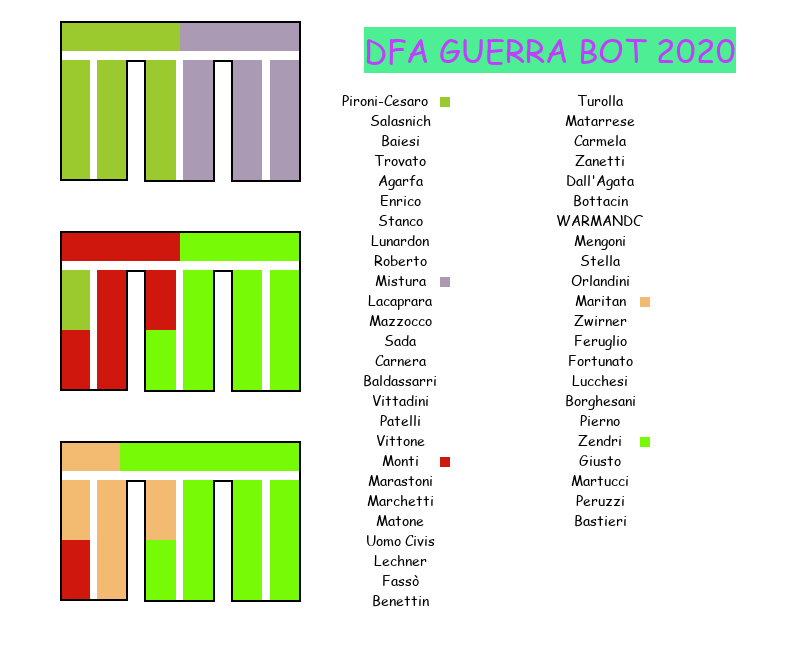 DFA GUERRA BOT 2020
Pironi-Cesaro
Salasnich
Baiesi
Trovato
Agarfa
Enrico
Stanco
Lunardon
Roberto
Mistura
Lacaprara
Mazzocco
Sada
Carnera
Baldassarri
Vittadini
Patelli
Vittone
Monti
Marastoni
Marchetti
Matone
Uomo Civis
Lechner
Fassò
Benettin
Turolla
Matarrese
Carmela
Zanetti
Dall'Agata
Bottacin
WARMANDC
Mengoni
Stella
Orlandini
Maritan
Zwirner
Feruglio
Fortunato
Lucchesi
Borghesani
Pierno
Zendri
Giusto
Martucci
Peruzzi
Bastieri